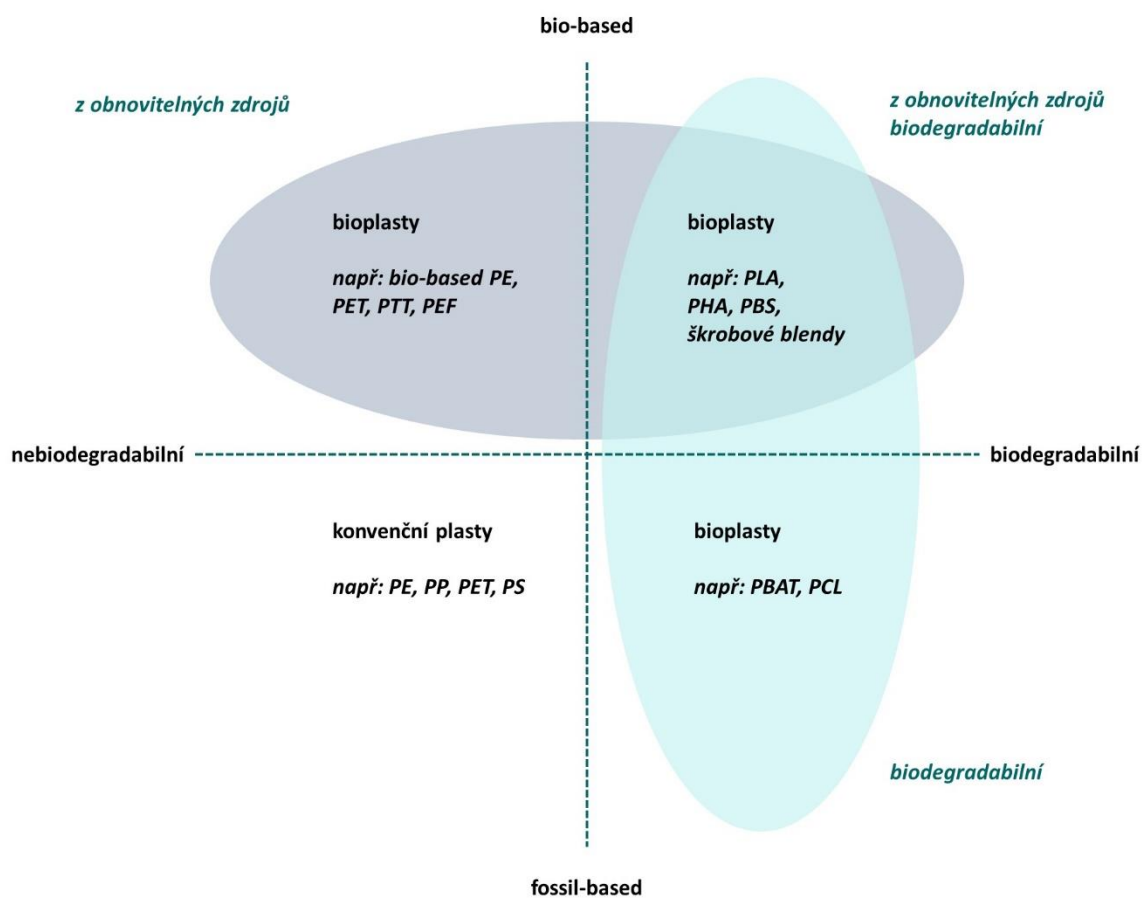 bio-based
z obnovitelných zdrojů
z obnovitelných zdrojů
biodegradabilní
bioplasty
např: bio-based PE,
PET, PTT, PEF
bioplasty
např: PLA,
PHA, PBS,
škrobové blendy
nebiodegradabilní
biodegradabilní
konvenční plasty
např: PE, PP, PET, PS
bioplasty
např: PBAT, PCL
biodegradabilní
fossil-based